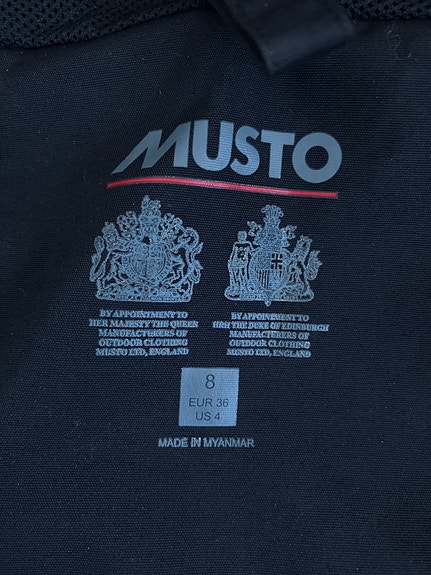 MUSTO
BY APPOINTMENT TO
HER MAJESTY THE QUEEN
MANUFACTURERS OF
OUTDOOR CLOTHING
MUSTO LTD, ENGLAND
BY APPOINTMENT TO
HRH THE DUKE OF EDINBURGH
MANUFACTURERS OF
OUTDOOR CLOTHING
MUSTO LTD, ENGLAND
8
EUR 36
US 4
MADE IN MYANMAR